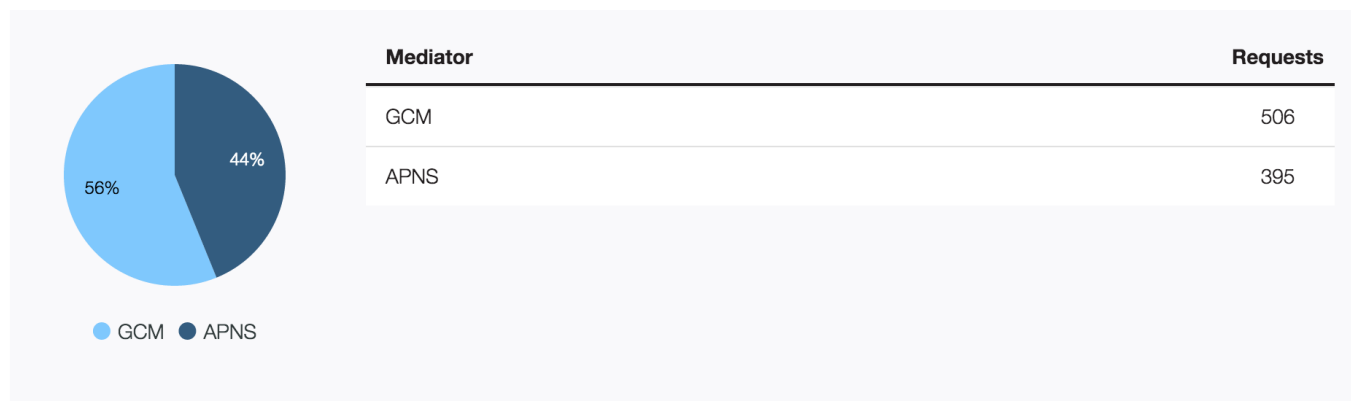 Mediator Requests
GCM 506
APNS 395
44%
56%
GCM APNS